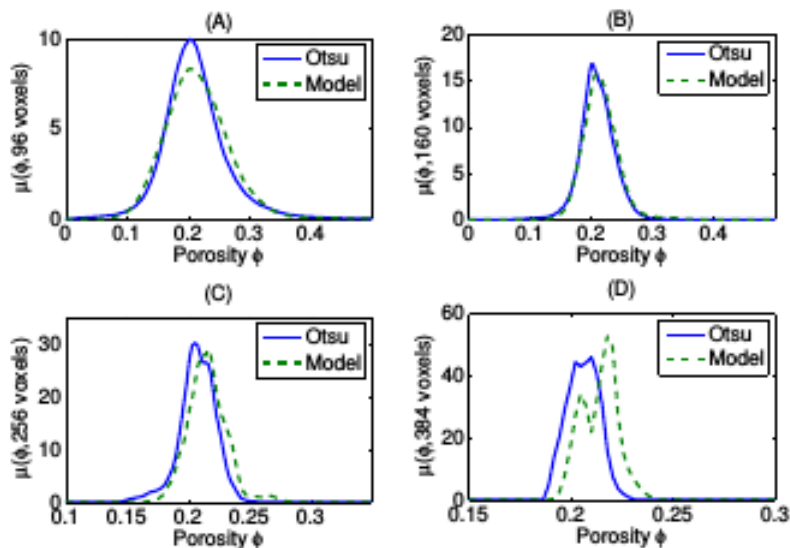 (A)
10
5
0
0 0.1 0.2 0.3 0.4
μ(ϕ,96 voxels)
Porosity ϕ
Otsu
Model
(B)
20
15
10
5
0
0 0.1 0.2 0.3 0.4
μ(ϕ,160 voxels)
Porosity ϕ
Otsu
Model
(C)
30
20
10
0
0.1 0.15 0.2 0.25 0.3
μ(ϕ,256 voxels)
Porosity ϕ
Otsu
Model
(D)
60
40
20
0
0.15 0.2 0.25 0.3
μ(ϕ,384 voxels)
Porosity ϕ
Otsu
Model